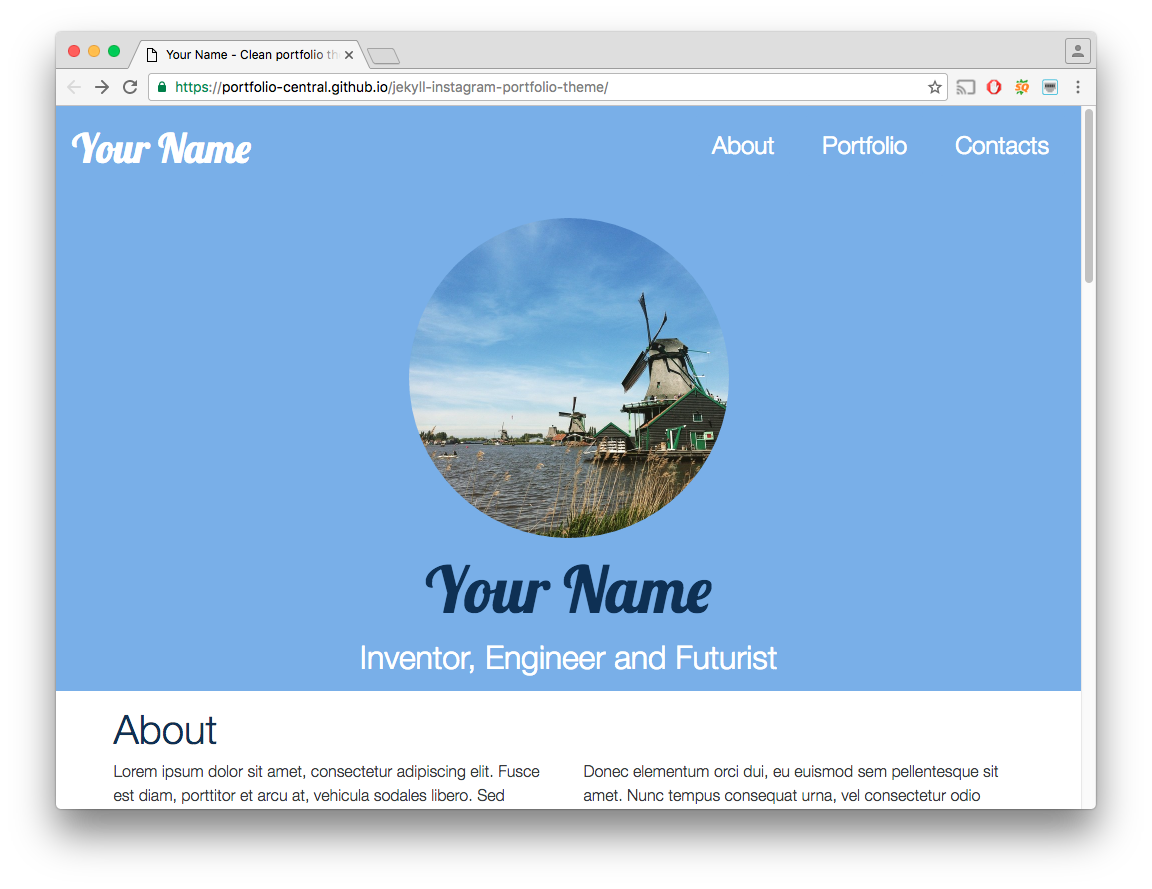 Your Name - Clean portfolio th
https://portfolio-central.github.io/jekyll-instagram-portfolio-theme/
SQ
Your Name
About Portfolio Contacts
Your Name
Inventor, Engineer and Futurist
About
Lorem ipsum dolor sit amet, consectetur adipiscing elit. Fusce
est diam, porttitor et arcu at, vehicula sodales libero. Sed
Donec elementum orci dui, eu euismod sem pellentesque sit
amet. Nunc tempus consequat urna, vel consectetur odio